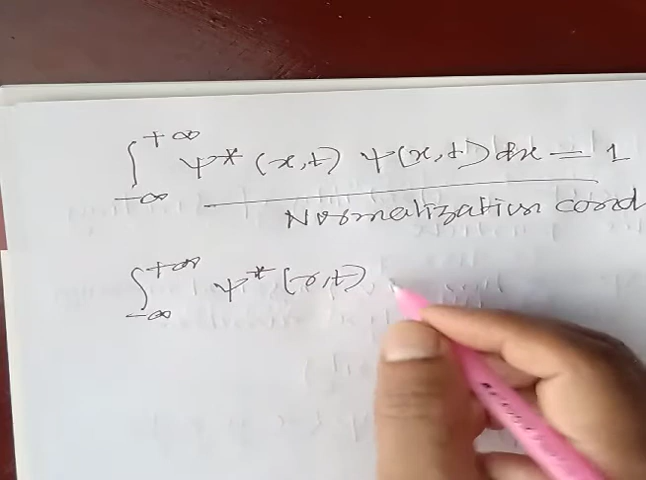 ∫_{-∞}^{+∞} ψ*(x,t) ψ(x,t) dx = 1
Normalization cond
∫_{-∞}^{+∞} ψ*(x,t)